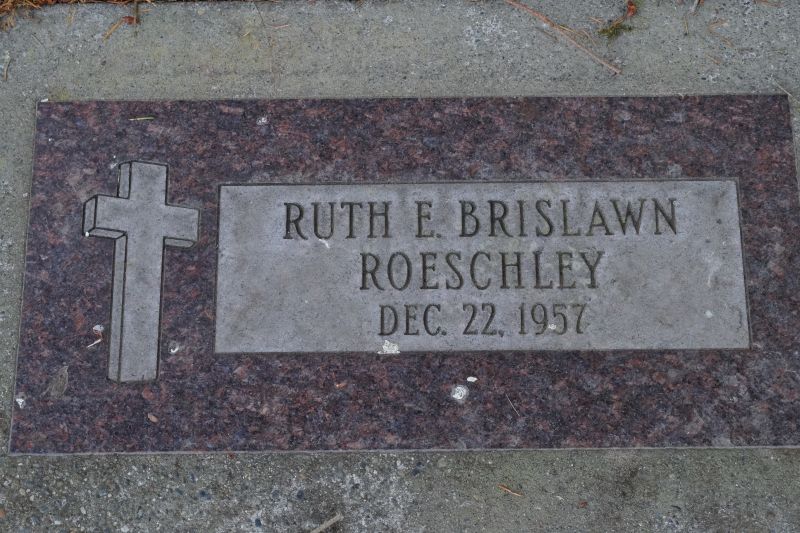 RUTH E. BRISLAWN
ROESCHLEY
DEC. 22, 1957